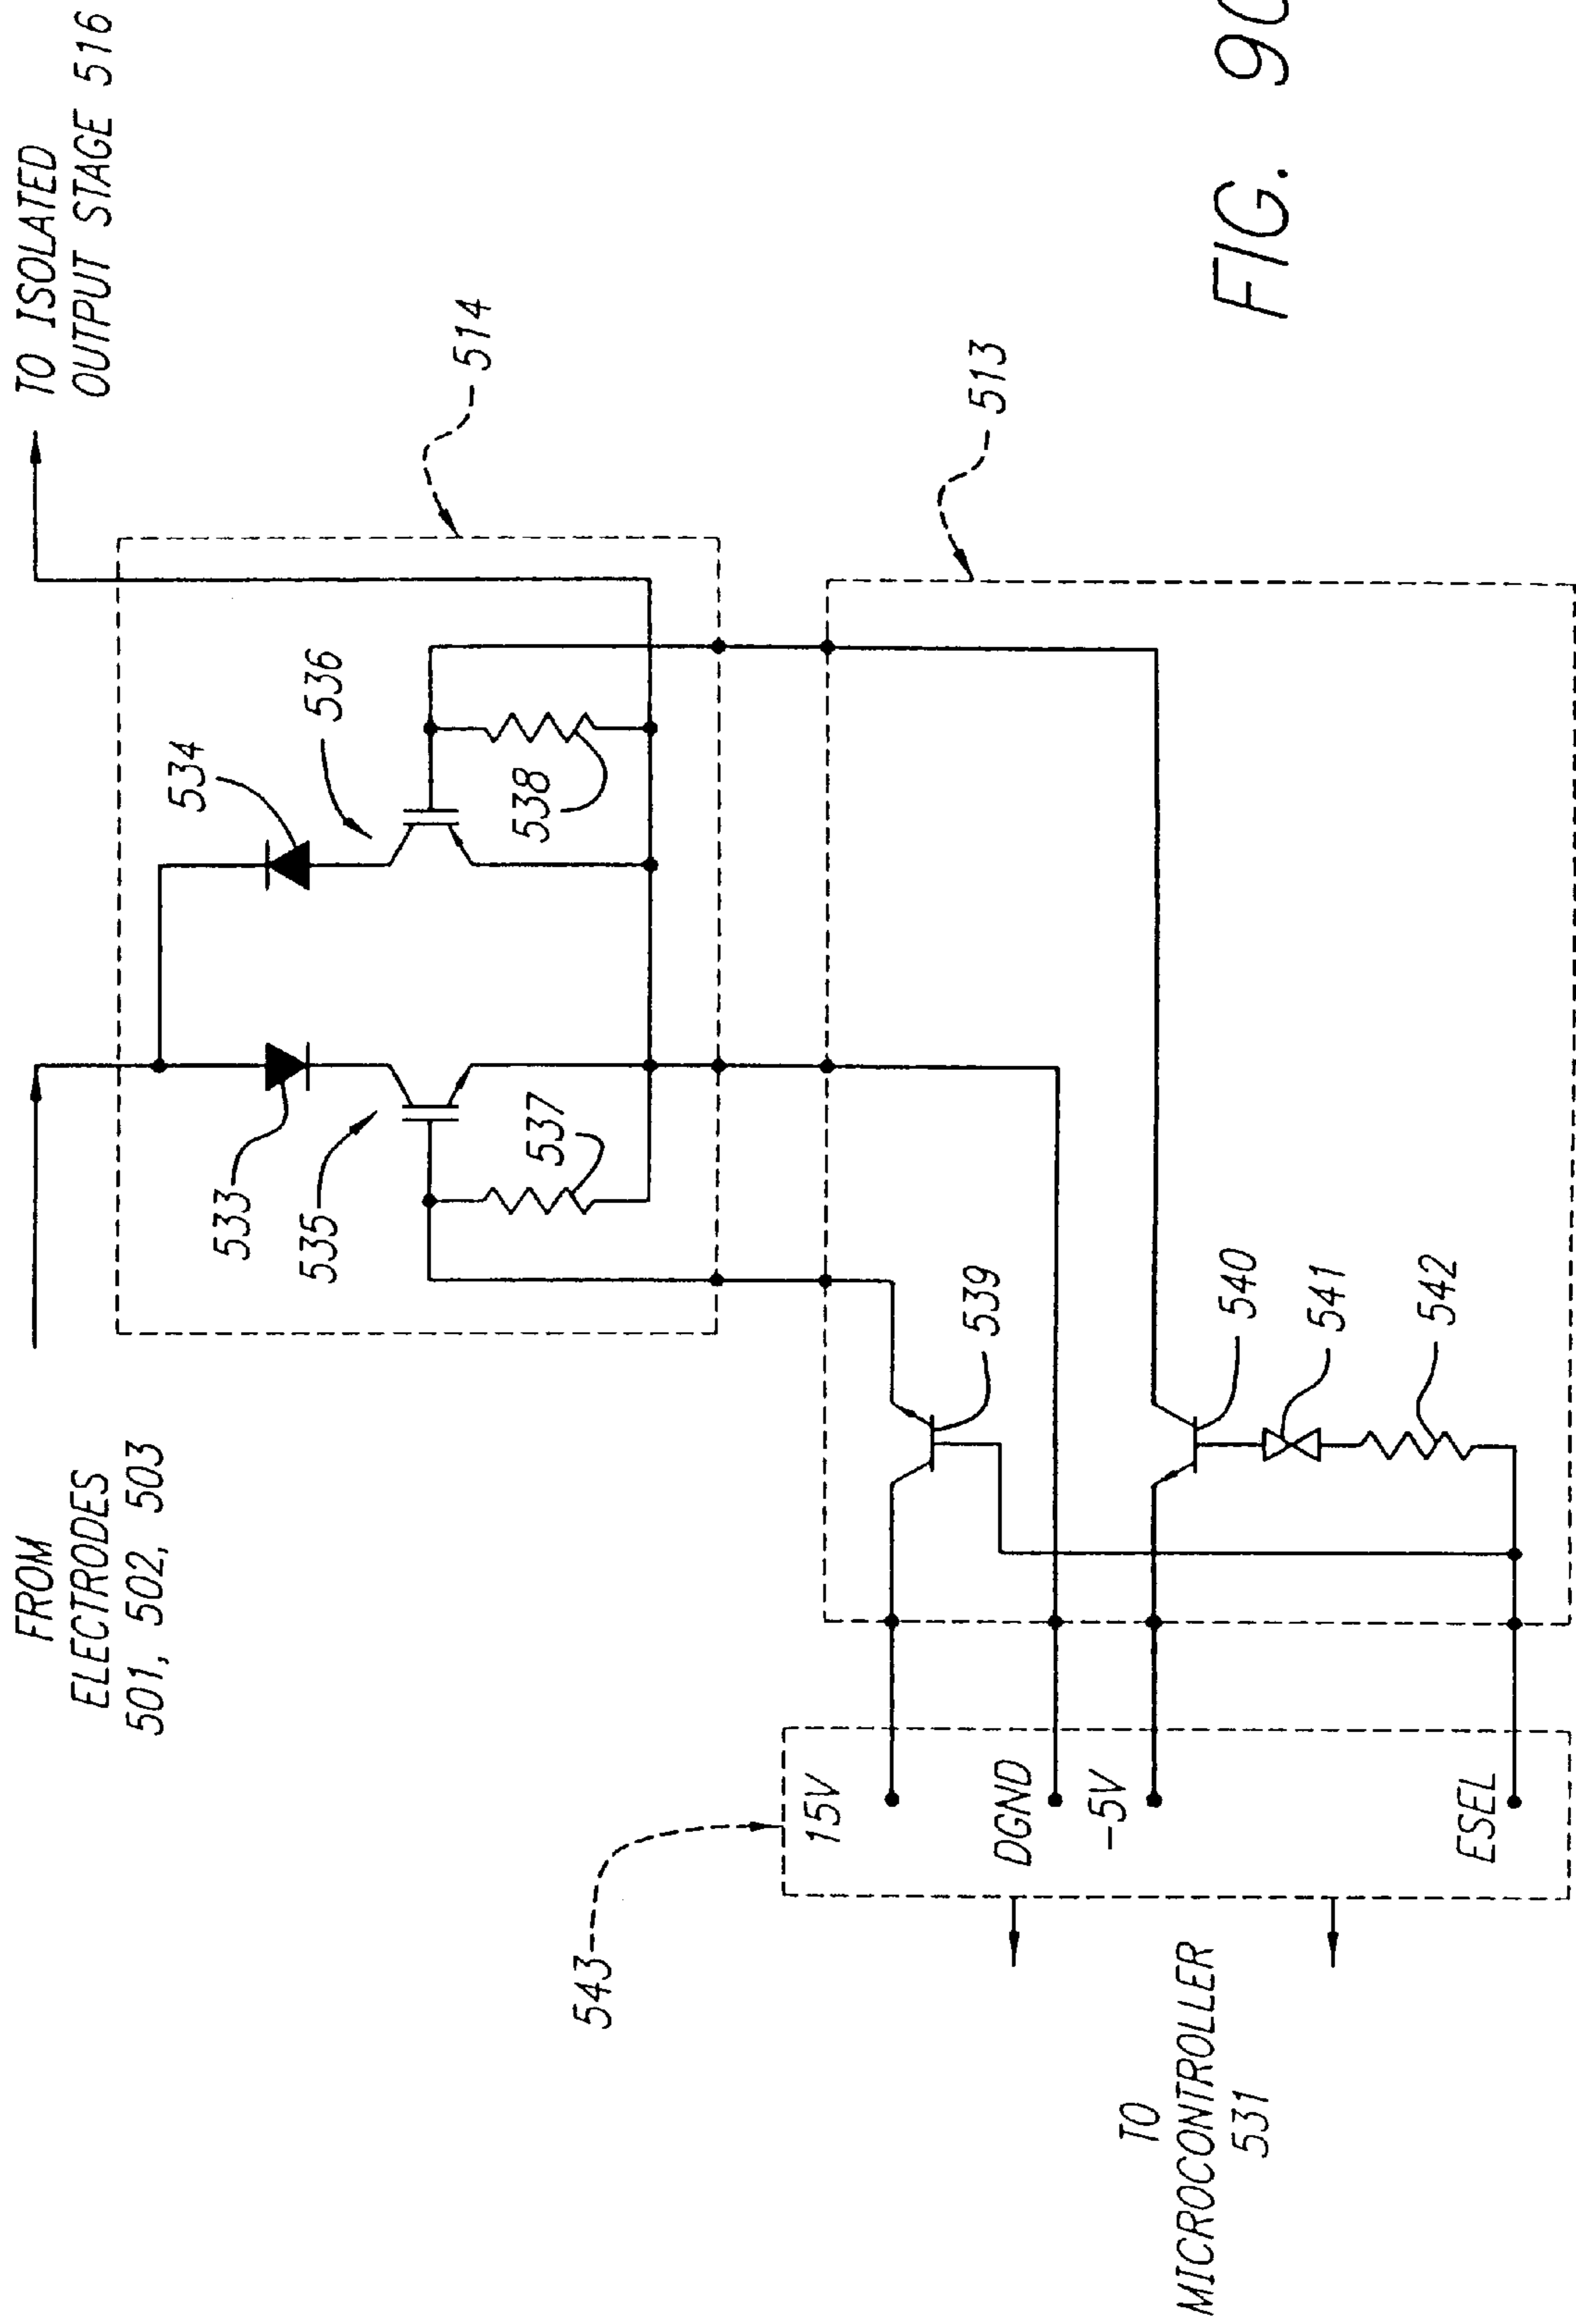 FROM
ELECTRODES
501, 502, 503
TO ISOLATED
OUTPUT STAGE 516
533
534
535
536
537
538
514
513
539
540
541
542
543
15V
DGND
-5V
ESEL
TO
MICROCONTROLLER
531
FIG. 9C